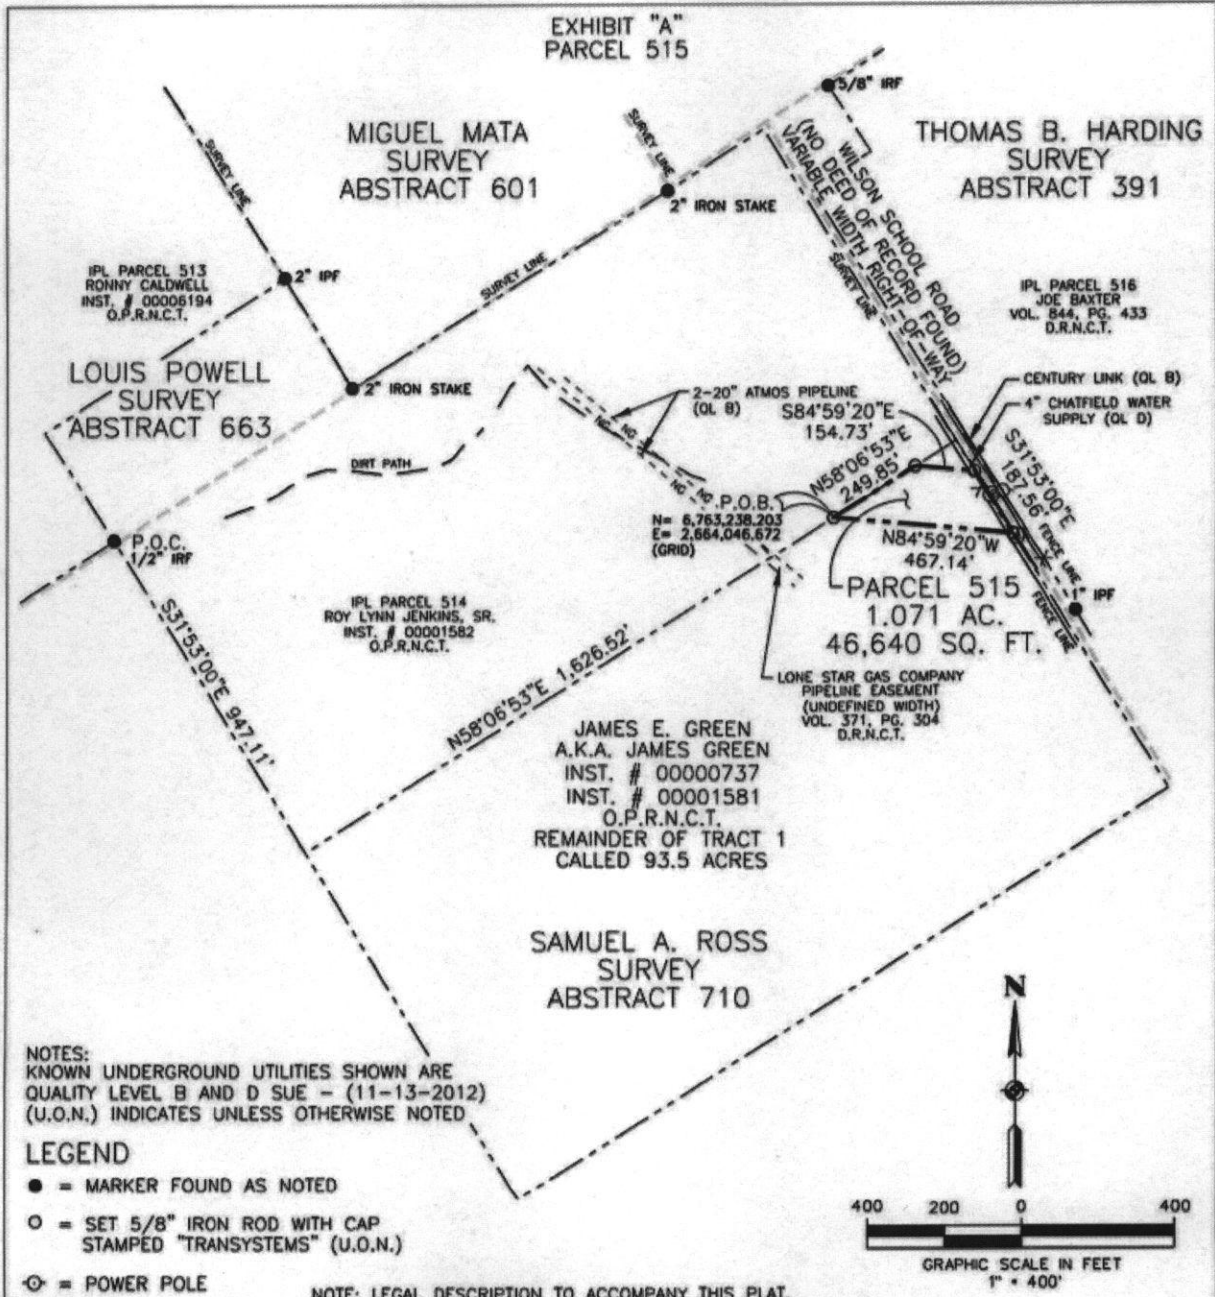 EXHIBIT "A"
PARCEL 515
5/8" IRF
MIGUEL MATA
SURVEY
ABSTRACT 601
SURVEY LINE
SURVEY LINE
THOMAS B. HARDING
SURVEY
ABSTRACT 391
2" IRON STAKE
WILSON SCHOOL ROAD
(NO DEED OF RECORD FOUND)
VARIABLE WIDTH RIGHT-OF-WAY
SURVEY LINE
IPL PARCEL 513
RONNY CALDWELL
INST. # 00006194
O.P.R.N.C.T.
2" IPF
SURVEY LINE
IPL PARCEL 516
JOE BAXTER
VOL. 844, PG. 433
D.R.N.C.T.
LOUIS POWELL
SURVEY
ABSTRACT 663
2" IRON STAKE
2-20" ATMOS PIPELINE
(QL B)
CENTURY LINK (QL B)
4" CHATFIELD WATER
SUPPLY (QL D)
S84°59'20"E
154.73'
NG NG
NG NG
DIRT PATH
N58°06'53"E
249.85'
S31°53'00"E
187.56'
FENCE LINE
P.O.B.
N= 6,763,238.203
E= 2,664,046.672
(GRID)
P.O.C.
1/2" IRF
N84°59'20"W
467.14'
PARCEL 515
1.071 AC.
46,640 SQ. FT.
1" IPF
FENCE LINE
IPL PARCEL 514
ROY LYNN JENKINS, SR.
INST. # 00001582
O.P.R.N.C.T.
S31°53'00"E 947.11'
N58°06'53"E 1,626.52'
LONE STAR GAS COMPANY
PIPELINE EASEMENT
(UNDEFINED WIDTH)
VOL. 371, PG. 304
D.R.N.C.T.
JAMES E. GREEN
A.K.A. JAMES GREEN
INST. # 00000737
INST. # 00001581
O.P.R.N.C.T.
REMAINDER OF TRACT 1
CALLED 93.5 ACRES
SAMUEL A. ROSS
SURVEY
ABSTRACT 710
N
NOTES:
KNOWN UNDERGROUND UTILITIES SHOWN ARE
QUALITY LEVEL B AND D SUE - (11-13-2012)
(U.O.N.) INDICATES UNLESS OTHERWISE NOTED
LEGEND
● = MARKER FOUND AS NOTED
○ = SET 5/8" IRON ROD WITH CAP
STAMPED "TRANSYSTEMS" (U.O.N.)
= POWER POLE
400 200 0 400
GRAPHIC SCALE IN FEET
1" = 400'
NOTE: LEGAL DESCRIPTION TO ACCOMPANY THIS PLAT.